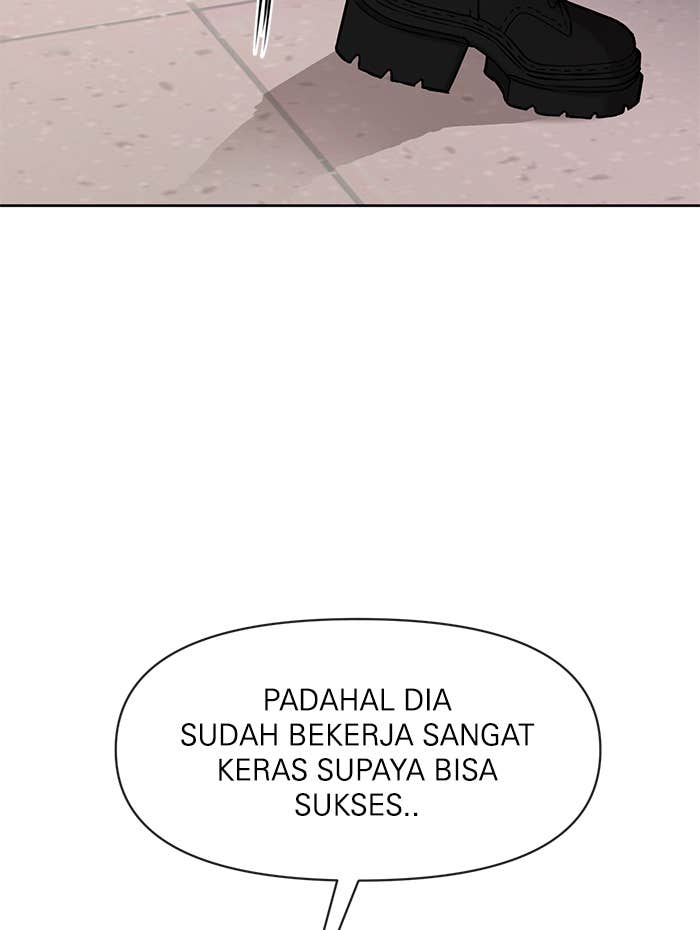 PADAHAL DIA
SUDAH BEKERJA SANGAT
KERAS SUPAYA BISA
SUKSES..